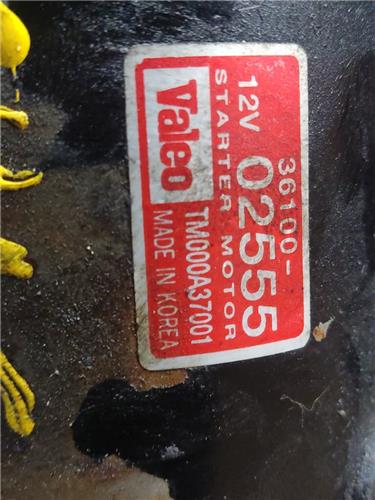 36100-
12V 02555
STARTER MOTOR
Valeo TM000A37001
MADE IN KOREA